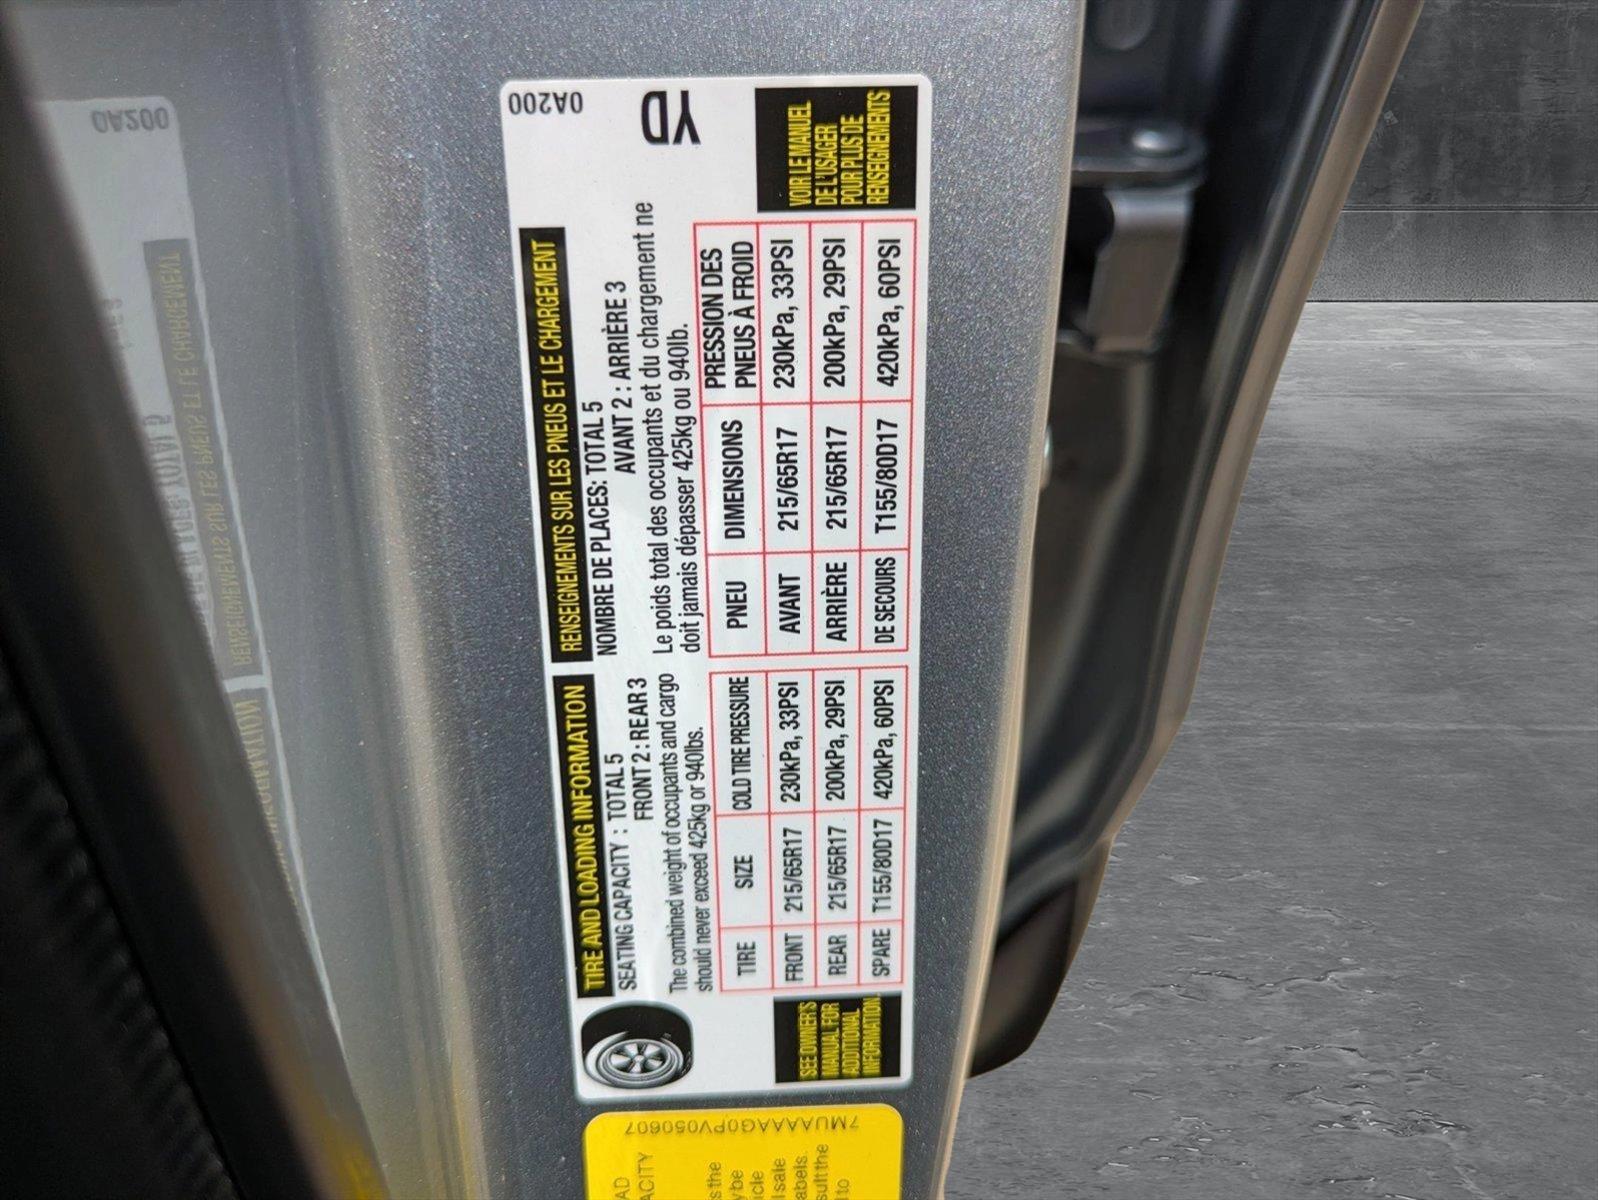 TIRE AND LOADING INFORMATION
SEATING CAPACITY : TOTAL 5
FRONT 2 : REAR 3
The combined weight of occupants and cargo
should never exceed 425kg or 940lbs.
TIRE SIZE COLD TIRE PRESSURE
FRONT 215/65R17 230kPa, 33PSI
REAR 215/65R17 200kPa, 29PSI
SPARE T155/80D17 420kPa, 60PSI
SEE OWNER'S
MANUAL FOR
ADDITIONAL
INFORMATION.
RENSEIGNEMENTS SUR LES PNEUS ET LE CHARGEMENT
NOMBRE DE PLACES: TOTAL 5
AVANT 2 : ARRIÈRE 3
Le poids total des occupants et du chargement ne
doit jamais dépasser 425kg ou 940lb.
PNEU DIMENSIONS PRESSION DES
PNEUS À FROID
AVANT 215/65R17 230kPa, 33PSI
ARRIÈRE 215/65R17 200kPa, 29PSI
DE SECOURS T155/80D17 420kPa, 60PSI
VOIR LE MANUEL
DE L'USAGER
POUR PLUS DE
RENSEIGNEMENTS
0A200
YD
7MUAAAAG0PV050607